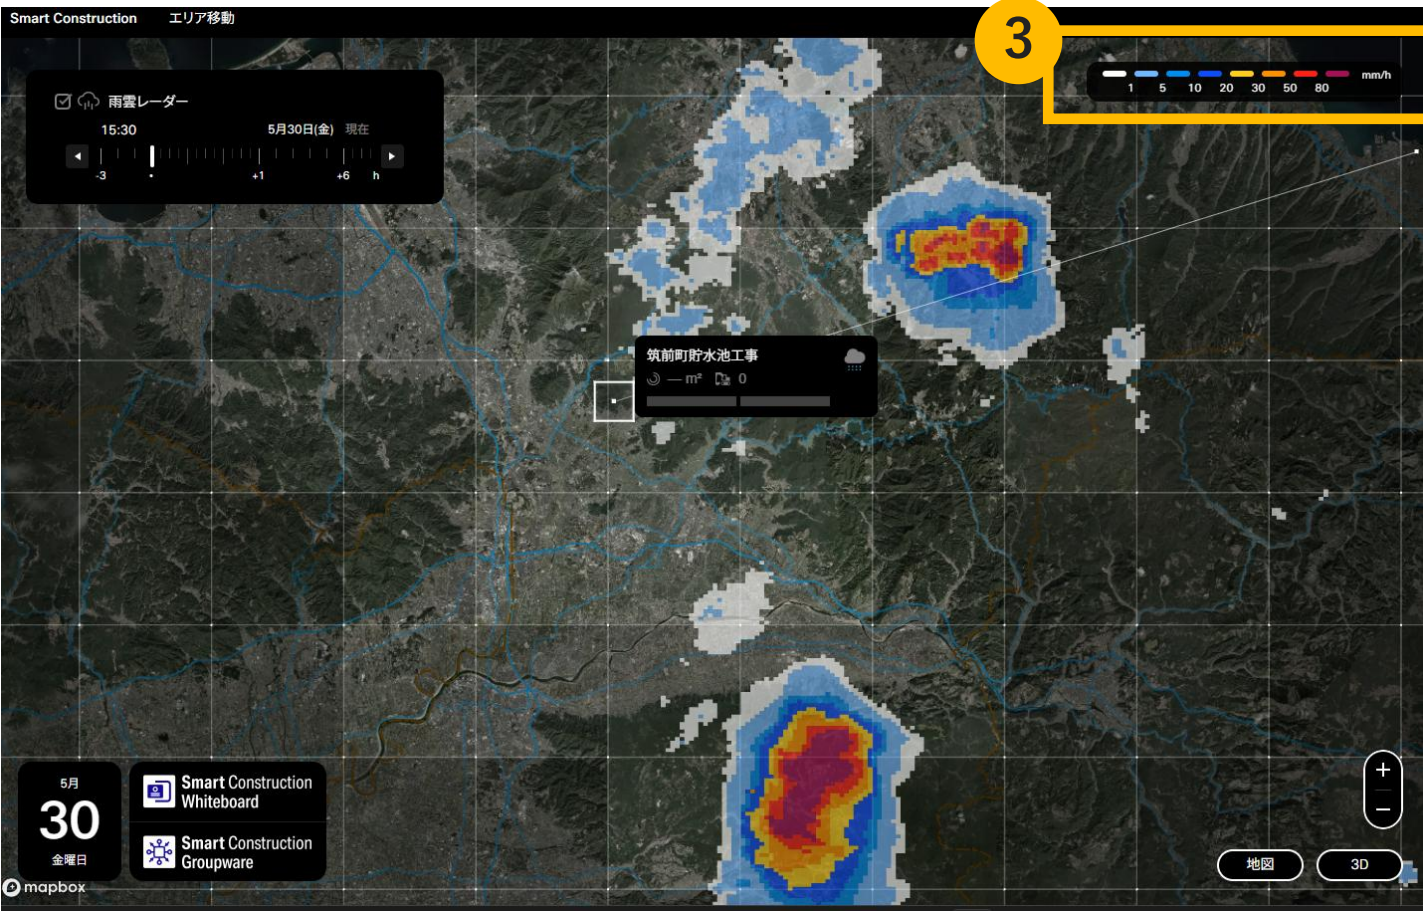 Smart Construction エリア移動
3
mm/h
1 5 10 20 30 50 80
雨雲レーダー
15:30 5月30日(金) 現在
-3 +1 +6 h
筑前町貯水池工事
— m² 0
5月
30
金曜日
Smart Construction
Whiteboard
Smart Construction
Groupware
mapbox
+
−
地図 3D